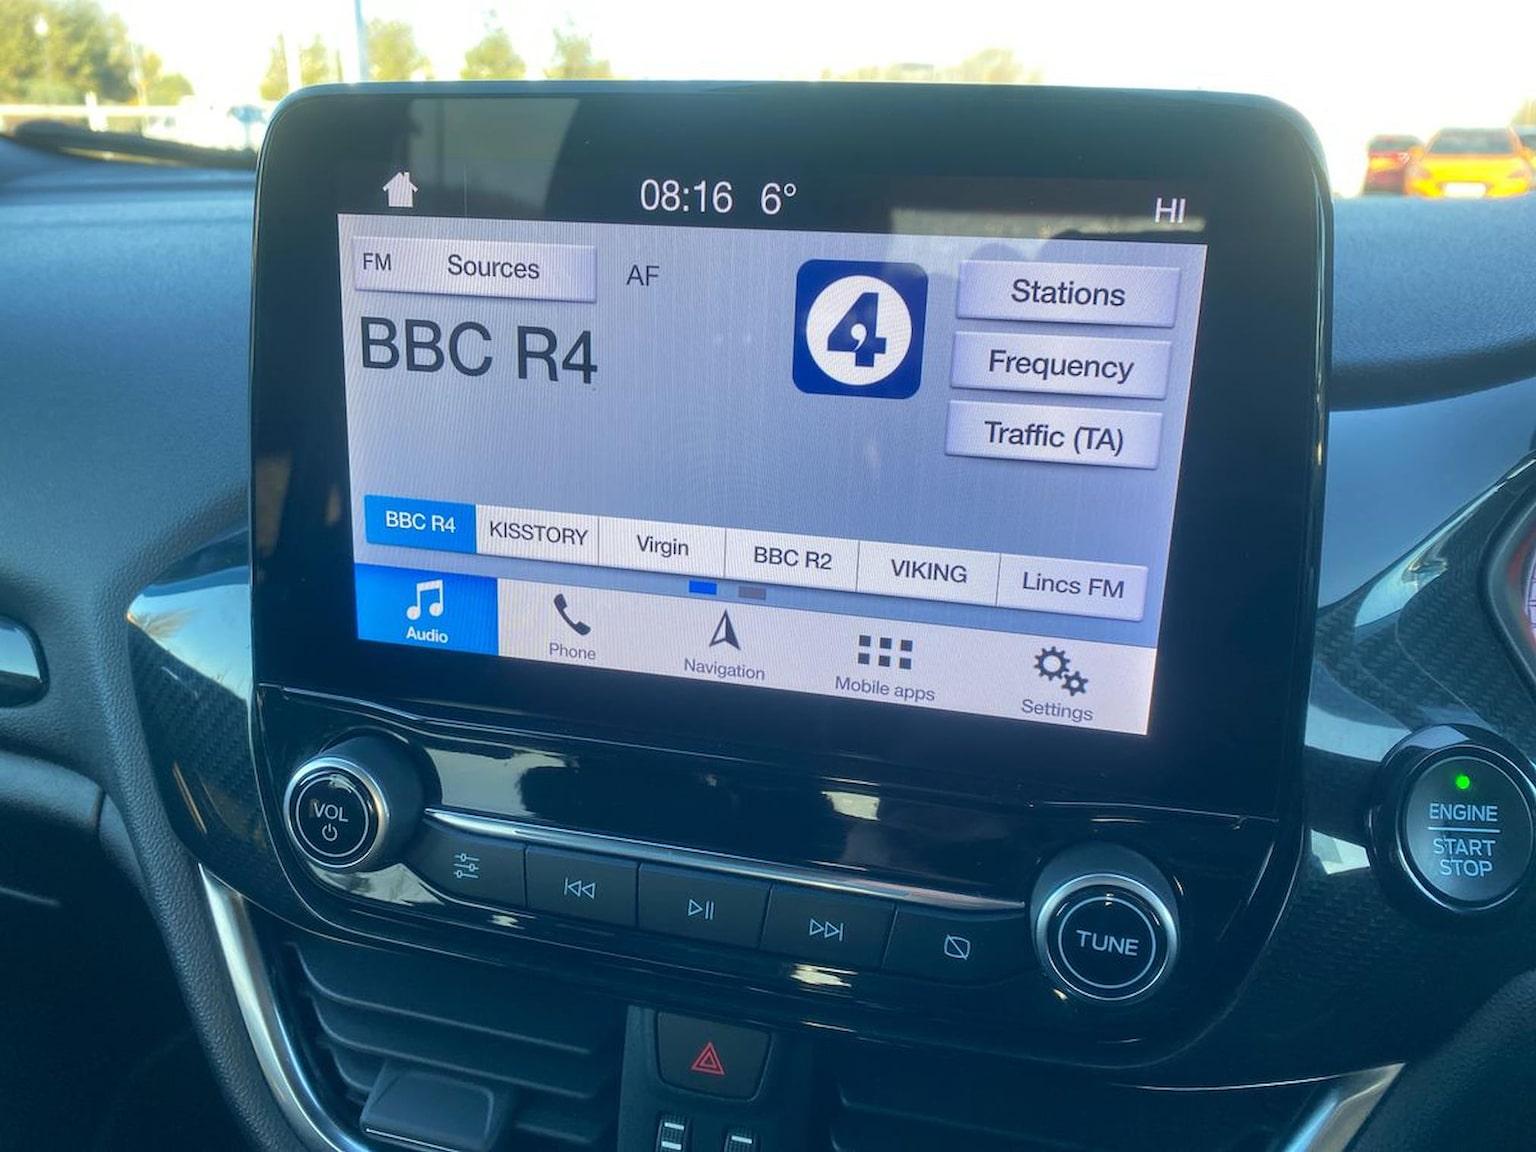 08:16 6° HI
FM Sources AF
BBC R4
4
Stations
Frequency
Traffic (TA)
BBC R4 KISSTORY Virgin BBC R2 VIKING Lincs FM
Audio Phone Navigation Mobile apps Settings
VOL
TUNE
ENGINE
START
STOP